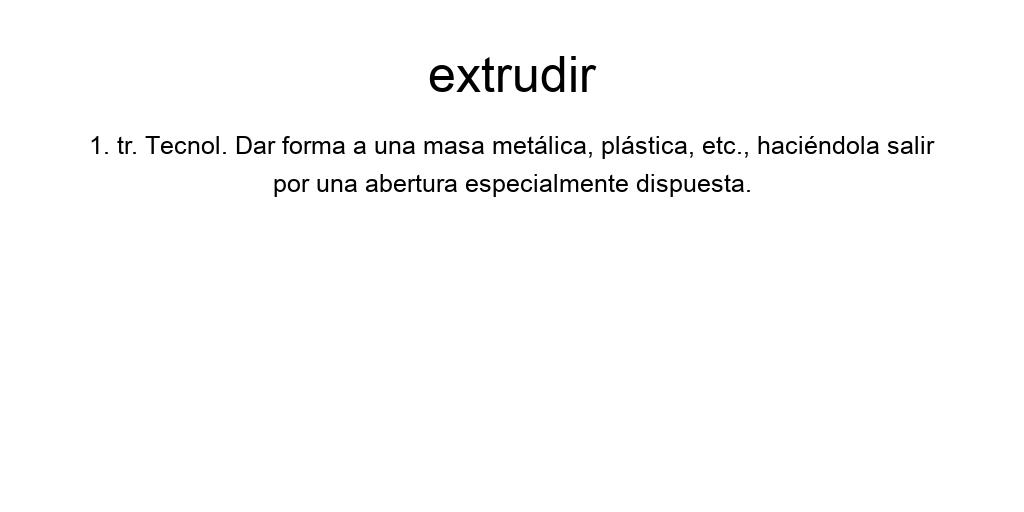 extrudir
1. tr. Tecnol. Dar forma a una masa metálica, plástica, etc., haciéndola salir
por una abertura especialmente dispuesta.